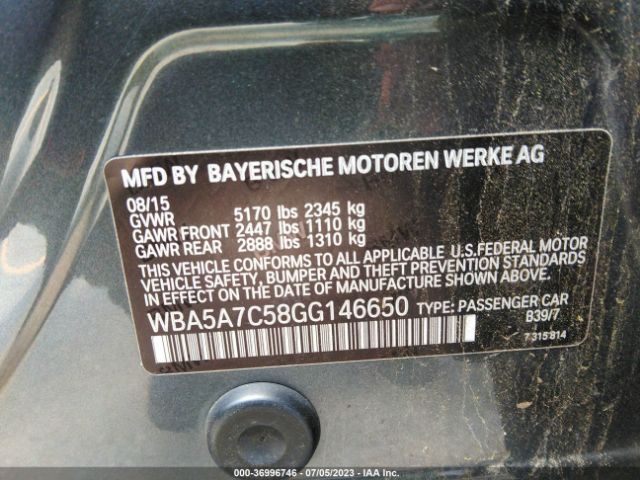 MFD BY BAYERISCHE MOTOREN WERKE AG
08/15
GVWR 5170 lbs 2345 kg
GAWR FRONT 2447 lbs 1110 kg
GAWR REAR 2888 lbs 1310 kg
THIS VEHICLE CONFORMS TO ALL APPLICABLE U.S.FEDERAL MOTOR
VEHICLE SAFETY, BUMPER AND THEFT PREVENTION STANDARDS
IN EFFECT ON THE DATE OF MANUFACTURE SHOWN ABOVE.
WBA5A7C58GG146650 TYPE: PASSENGER CAR
B39/7
7 315 814
000-36996746 - 07/05/2023 - IAA Inc.